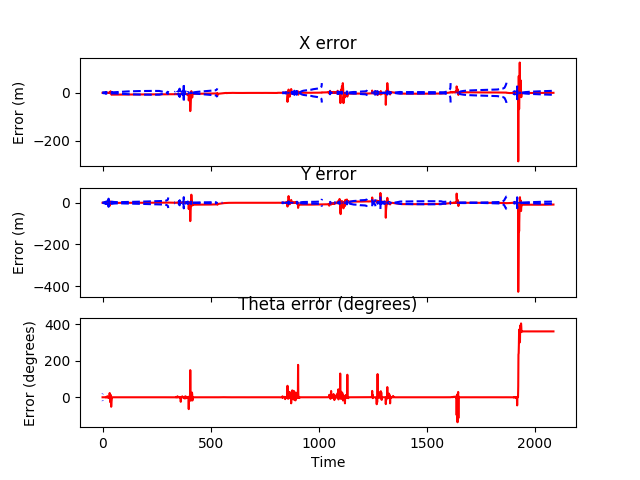 X error
Error (m)
0
−200
Y error
Error (m)
0
−200
−400
Theta error (degrees)
Error (degrees)
400
200
0
0
500
1000
1500
2000
Time